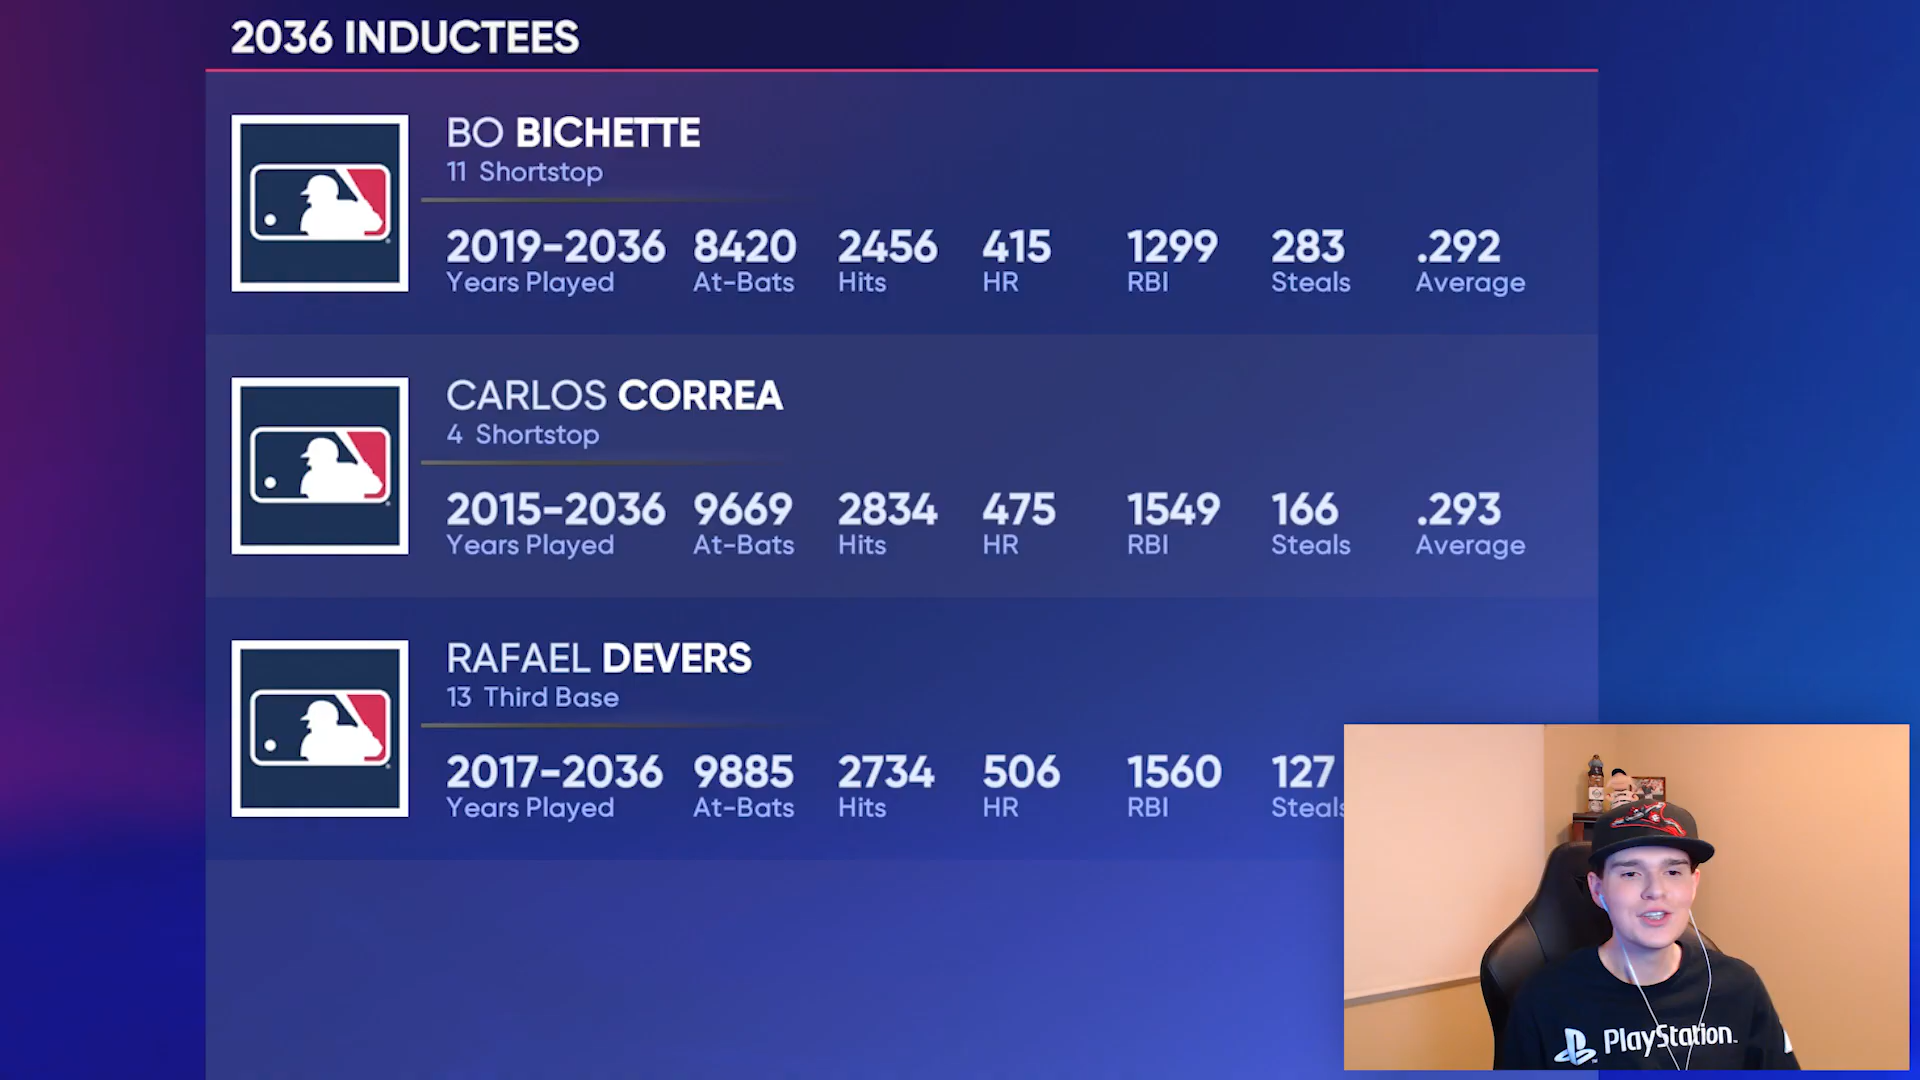 2036 INDUCTEES
BO BICHETTE
11 Shortstop
2019-2036 8420 2456 415 1299 283 .292
Years Played At-Bats Hits HR RBI Steals Average
CARLOS CORREA
4 Shortstop
2015-2036 9669 2834 475 1549 166 .293
Years Played At-Bats Hits HR RBI Steals Average
RAFAEL DEVERS
13 Third Base
2017-2036 9885 2734 506 1560 127
Years Played At-Bats Hits HR RBI Steals
PlayStation